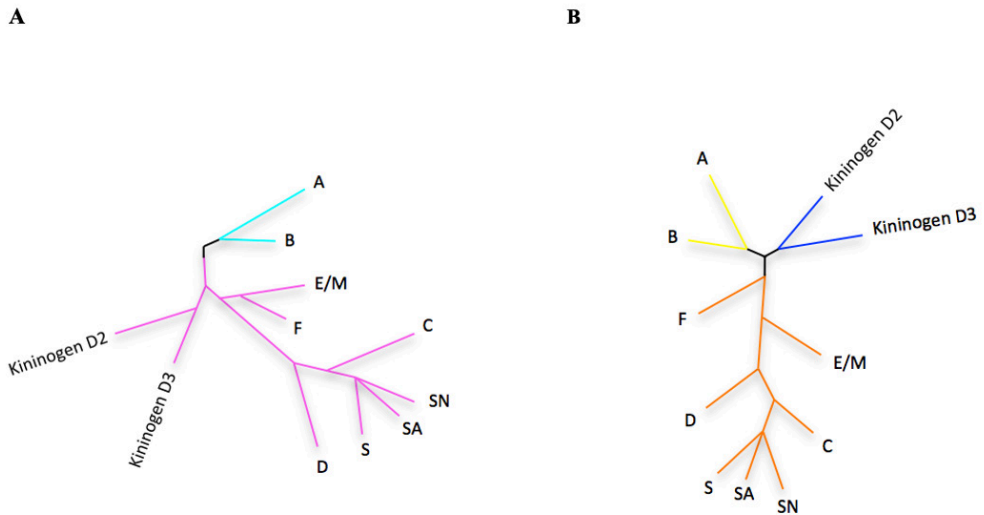 A
B
A
B
E/M
F
C
Kininogen D2
Kininogen D3
SN
SA
S
D
Kininogen D2
A
Kininogen D3
B
F
E/M
D
C
S
SA
SN